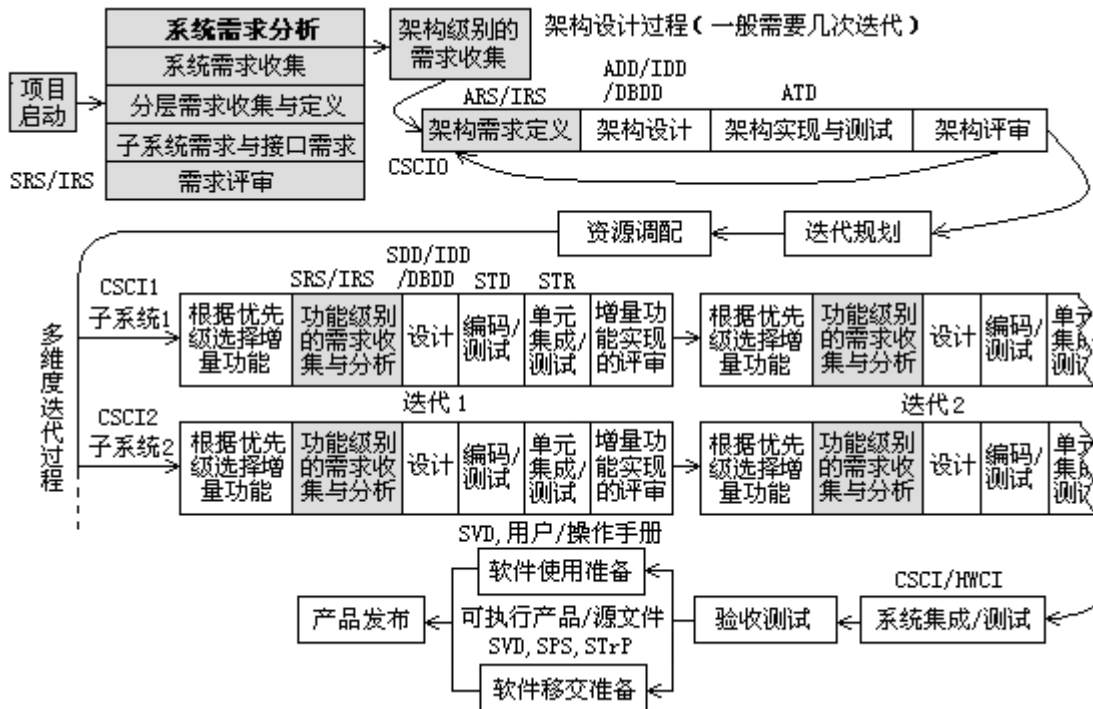 系统需求分析
系统需求收集
分层需求收集与定义
子系统需求与接口需求
需求评审
项目
启动
SRS/IRS
架构级别的
需求收集
架构设计过程(一般需要几次迭代)
ARS/IRS
ADD/IDD
/DBDD
ATD
架构需求定义
架构设计
架构实现与测试
架构评审
CSCIO
资源调配
迭代规划
多维度迭代过程
CSCI1
子系统1
SRS/IRS
SDD/IDD
/DBDD
STD
STR
根据优先
级选择增
量功能
功能级别
的需求收
集与分析
设计
编码/
测试
单元
集成/
测试
增量功
能实现
的评审
根据优先
级选择增
量功能
功能级别
的需求收
集与分析
设计
编码/
测试
单元
集成
测试
迭代1
迭代2
CSCI2
子系统2
根据优先
级选择增
量功能
功能级别
的需求收
集与分析
设计
编码/
测试
单元
集成/
测试
增量功
能实现
的评审
根据优先
级选择增
量功能
功能级别
的需求收
集与分析
设计
编码/
测试
单元
集成
测试
SVD,用户/操作手册
软件使用准备
产品发布
可执行产品/源文件
SVD, SPS, STrP
软件移交准备
验收测试
CSCI/HWCI
系统集成/测试